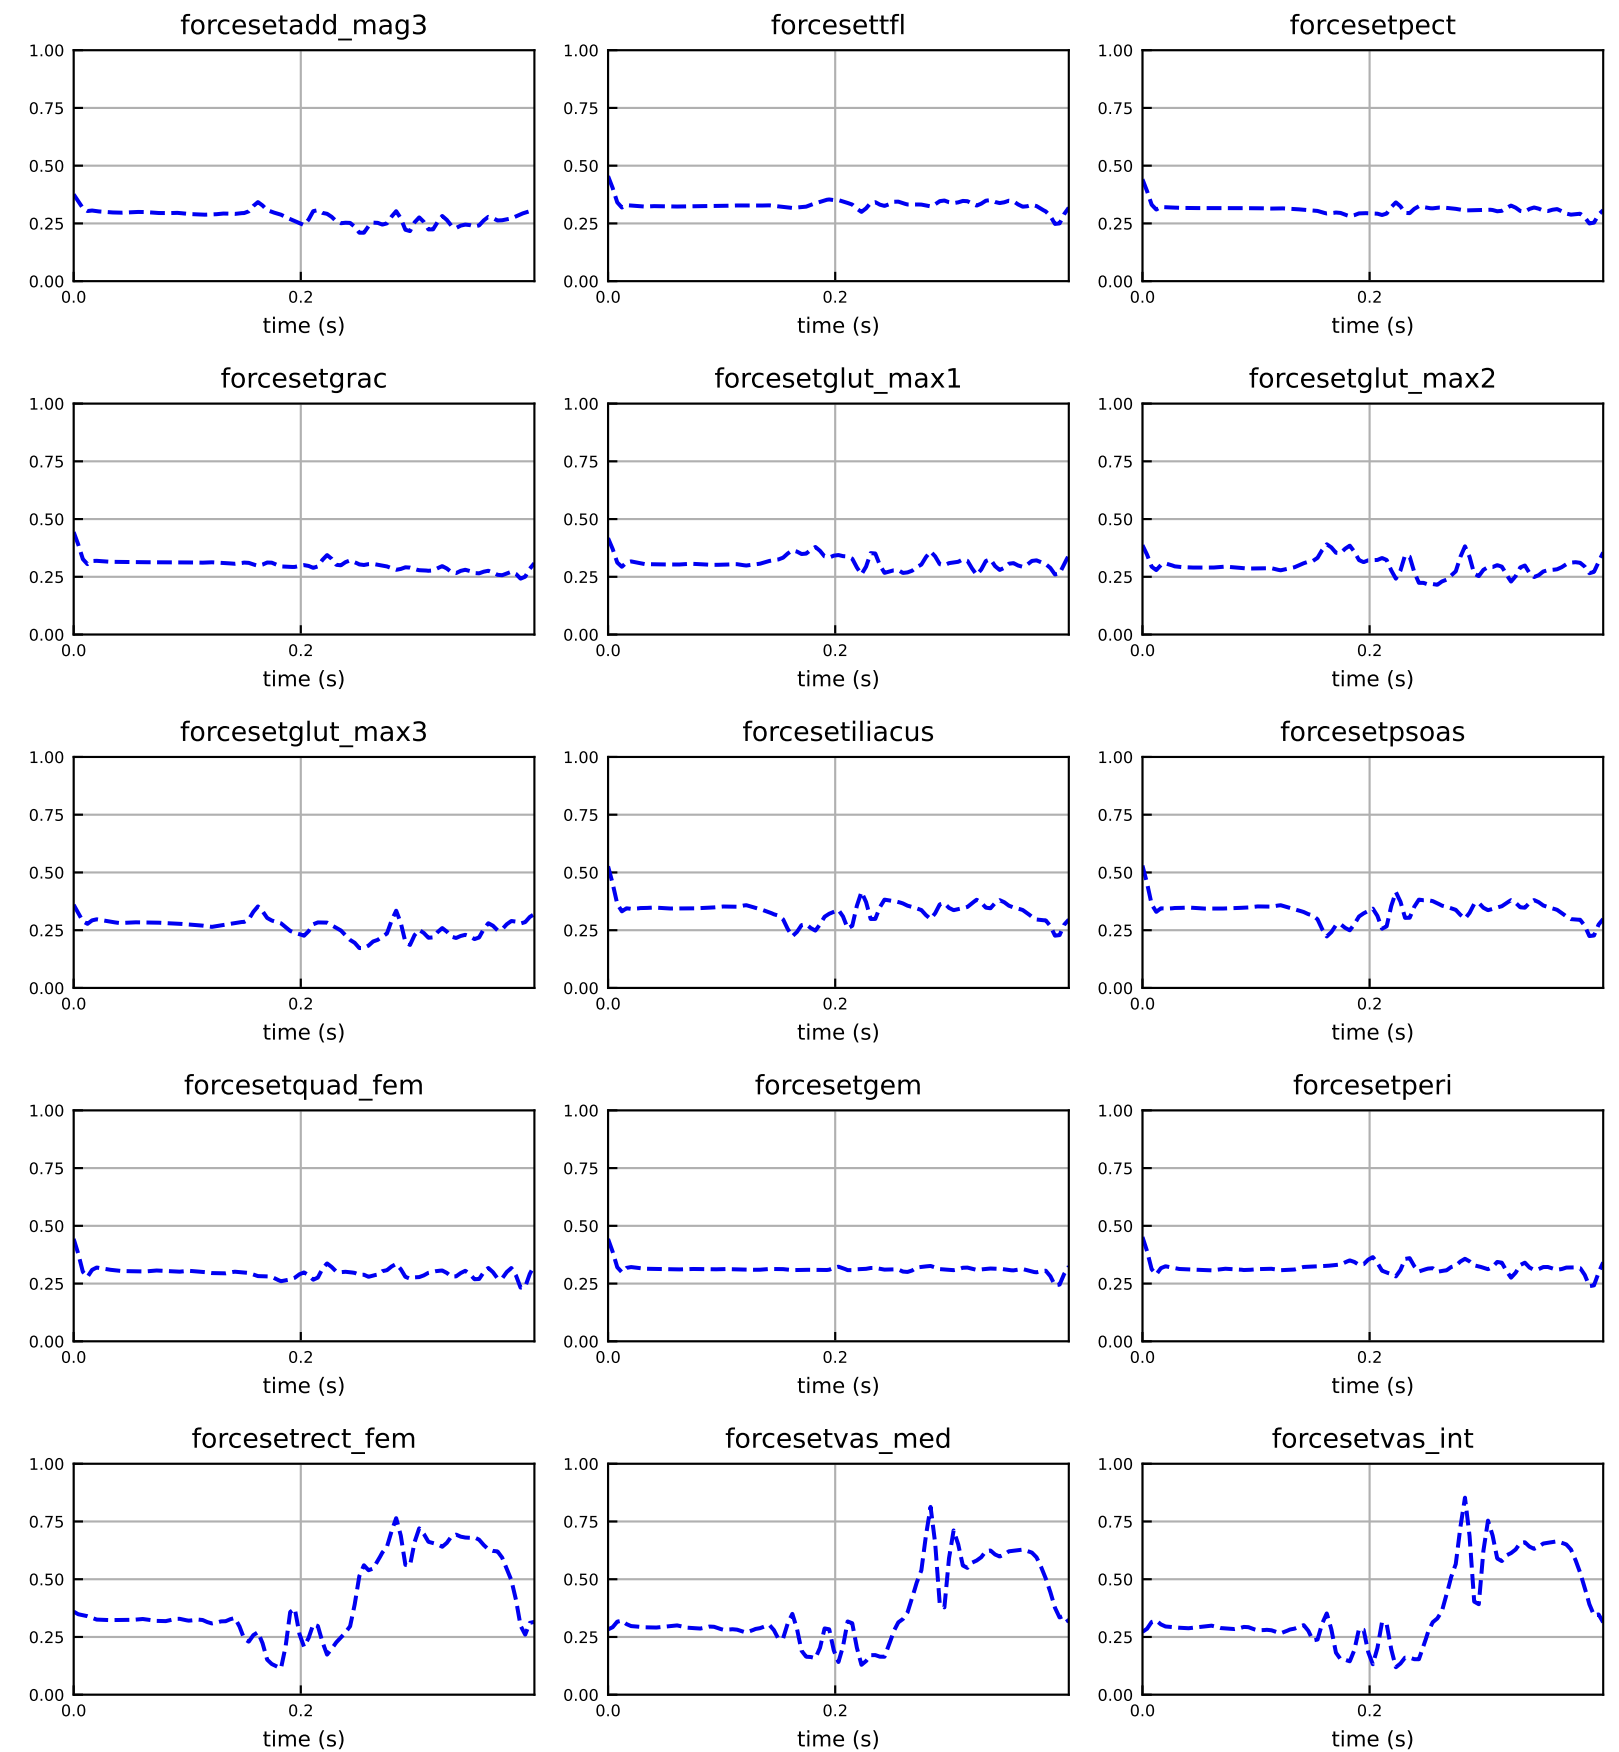 forcesetadd_mag3 forcesettfl forcesetpect
1.00 1.00 1.00
0.75 0.75 0.75
0.50 0.50 0.50
0.25 0.25 0.25
0.00 0.00 0.00
0.0 0.2 0.0 0.2 0.0 0.2
time (s) time (s) time (s)
forcesetgrac forcesetglut_max1 forcesetglut_max2
1.00 1.00 1.00
0.75 0.75 0.75
0.50 0.50 0.50
0.25 0.25 0.25
0.00 0.00 0.00
0.0 0.2 0.0 0.2 0.0 0.2
time (s) time (s) time (s)
forcesetglut_max3 forcesetiliacus forcesetpsoas
1.00 1.00 1.00
0.75 0.75 0.75
0.50 0.50 0.50
0.25 0.25 0.25
0.00 0.00 0.00
0.0 0.2 0.0 0.2 0.0 0.2
time (s) time (s) time (s)
forcesetquad_fem forcesetgem forcesetperi
1.00 1.00 1.00
0.75 0.75 0.75
0.50 0.50 0.50
0.25 0.25 0.25
0.00 0.00 0.00
0.0 0.2 0.0 0.2 0.0 0.2
time (s) time (s) time (s)
forcesetrect_fem forcesetvas_med forcesetvas_int
1.00 1.00 1.00
0.75 0.75 0.75
0.50 0.50 0.50
0.25 0.25 0.25
0.00 0.00 0.00
0.0 0.2 0.0 0.2 0.0 0.2
time (s) time (s) time (s)